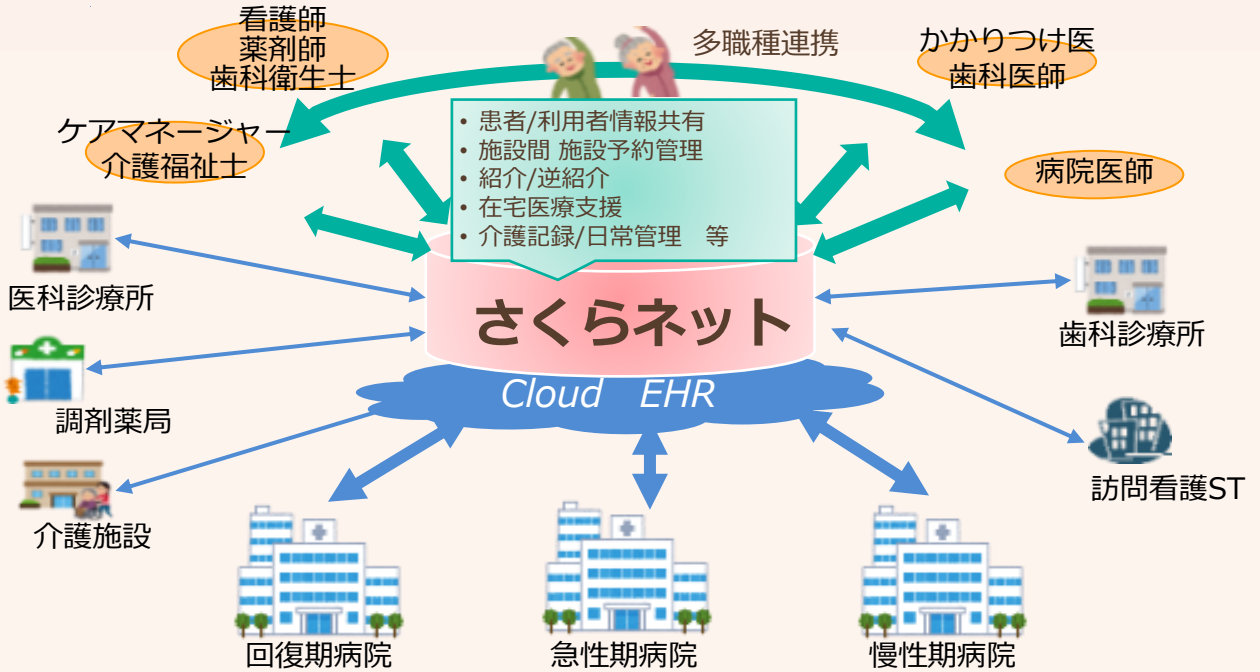 看護師
薬剤師
歯科衛生士
多職種連携
かかりつけ医
歯科医師
ケアマネージャー
介護福祉士
病院医師
• 患者/利用者情報共有
• 施設間 施設予約管理
• 紹介/逆紹介
• 在宅医療支援
• 介護記録/日常管理　等
医科診療所
さくらネット
歯科診療所
Cloud　EHR
調剤薬局
訪問看護ST
介護施設
回復期病院
急性期病院
慢性期病院